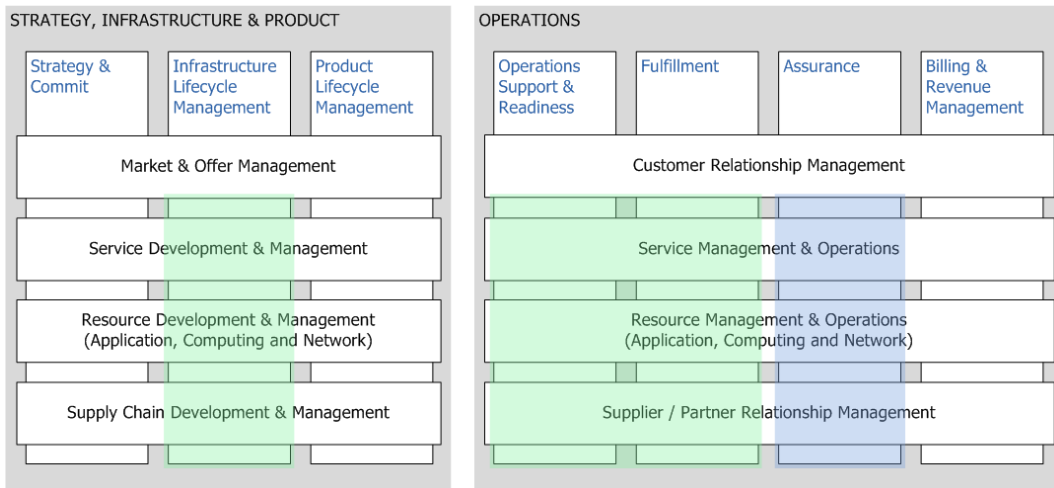 STRATEGY, INFRASTRUCTURE & PRODUCT
Strategy &
Commit
Infrastructure
Lifecycle
Management
Product
Lifecycle
Management
Market & Offer Management
Service Development & Management
Resource Development & Management
(Application, Computing and Network)
Supply Chain Development & Management
OPERATIONS
Operations
Support &
Readiness
Fulfillment
Assurance
Billing &
Revenue
Management
Customer Relationship Management
Service Management & Operations
Resource Management & Operations
(Application, Computing and Network)
Supplier / Partner Relationship Management